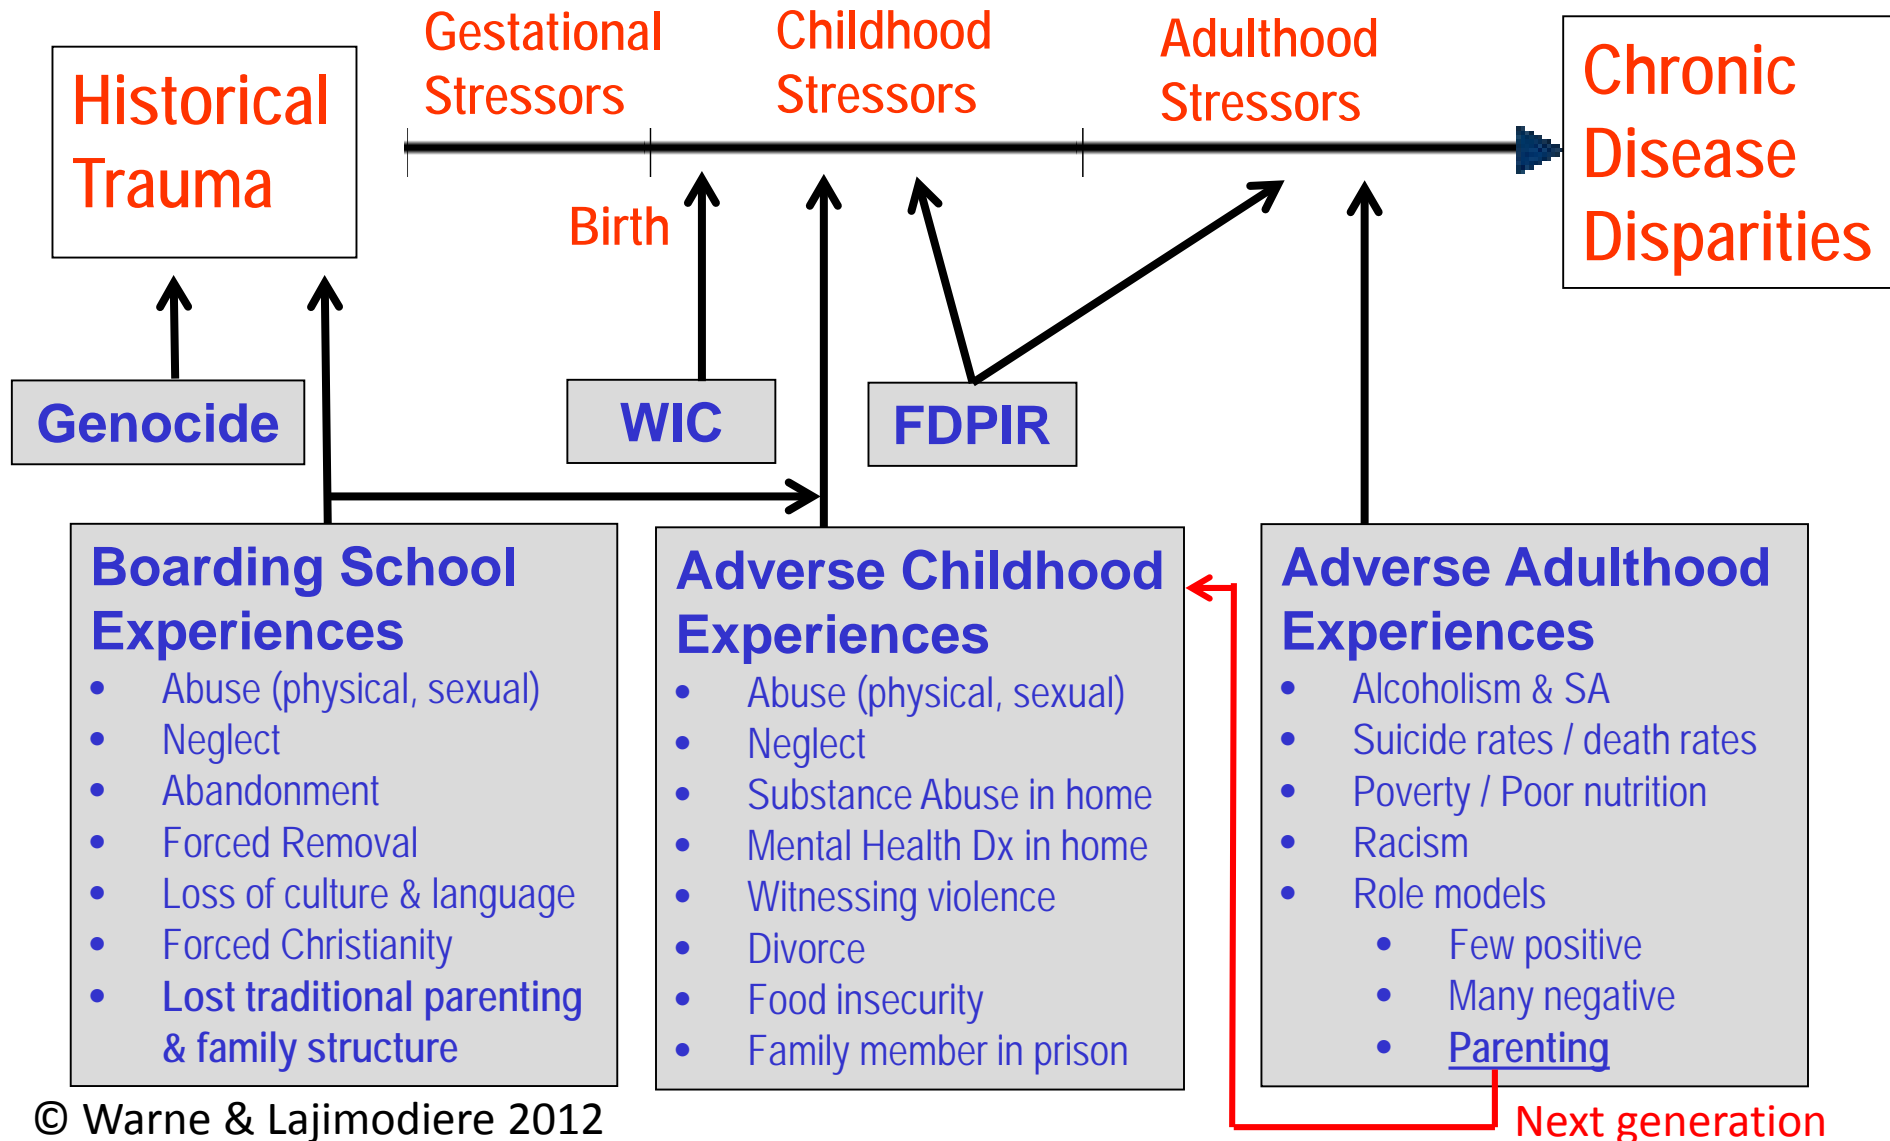 Historical
Trauma
Gestational
Stressors
Childhood
Stressors
Adulthood
Stressors
Chronic
Disease
Disparities
Birth
Genocide
WIC
FDPIR
Boarding School
Experiences
• Abuse (physical, sexual)
• Neglect
• Abandonment
• Forced Removal
• Loss of culture & language
• Forced Christianity
• Lost traditional parenting
& family structure
Adverse Childhood
Experiences
• Abuse (physical, sexual)
• Neglect
• Substance Abuse in home
• Mental Health Dx in home
• Witnessing violence
• Divorce
• Food insecurity
• Family member in prison
Adverse Adulthood
Experiences
• Alcoholism & SA
• Suicide rates / death rates
• Poverty / Poor nutrition
• Racism
• Role models
• Few positive
• Many negative
• Parenting
© Warne & Lajimodiere 2012
Next generation